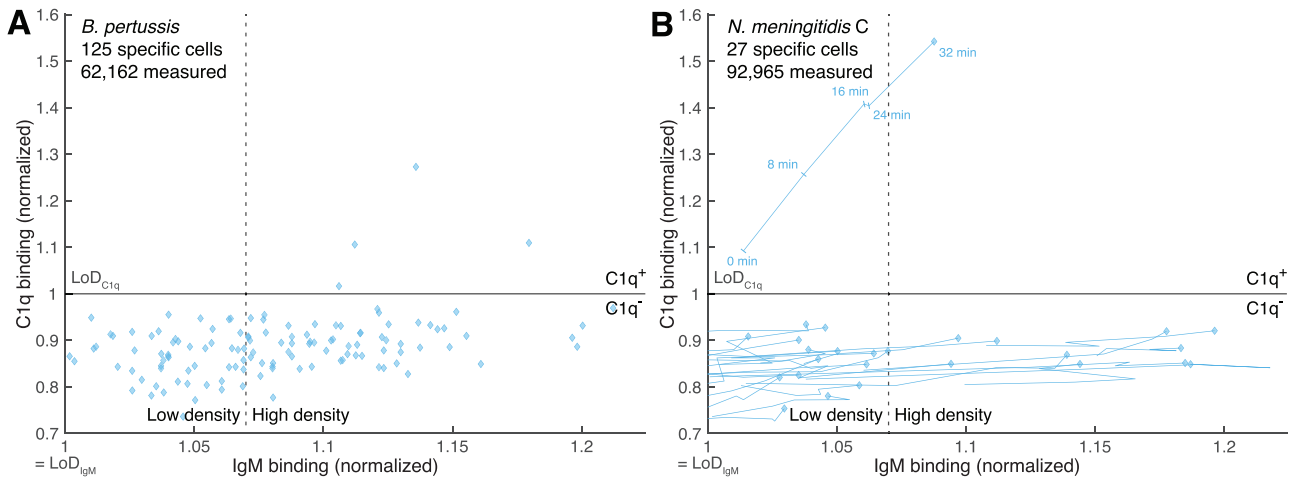 A
B. pertussis
125 specific cells
62,162 measured
1.6
1.5
1.4
1.3
1.2
1.1
1
0.9
0.8
0.7
C1q binding (normalized)
LoD_C1q
C1q⁺
C1q⁻
Low density
High density
1
1.05
1.1
1.15
1.2
= LoD_IgM
IgM binding (normalized)
B
N. meningitidis C
27 specific cells
92,965 measured
1.6
1.5
1.4
1.3
1.2
1.1
1
0.9
0.8
0.7
C1q binding (normalized)
32 min
16 min
24 min
8 min
0 min
LoD_C1q
C1q⁺
C1q⁻
Low density
High density
1
1.05
1.1
1.15
1.2
= LoD_IgM
IgM binding (normalized)